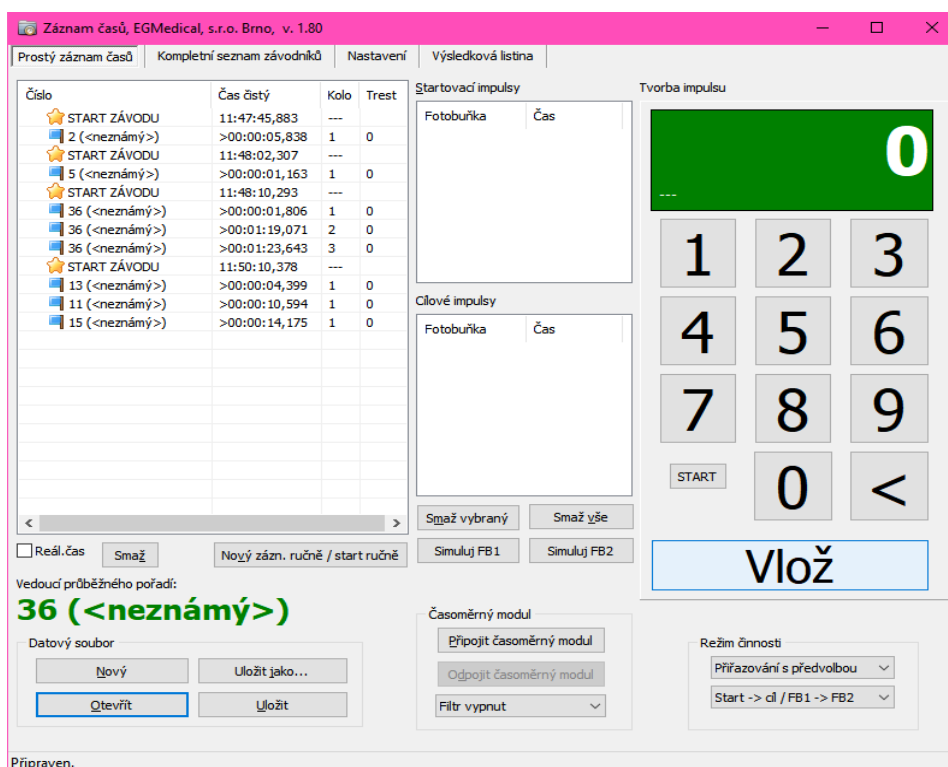 Záznam časů, EGMedical, s.r.o. Brno, v. 1.80
Prostý záznam časů Kompletní seznam závodníků Nastavení Výsledková listina
Číslo Čas čistý Kolo Trest
START ZÁVODU 11:47:45,883 ---
2 (<neznámý>) >00:00:05,838 1 0
START ZÁVODU 11:48:02,307 ---
5 (<neznámý>) >00:00:01,163 1 0
START ZÁVODU 11:48:10,293 ---
36 (<neznámý>) >00:00:01,806 1 0
36 (<neznámý>) >00:01:19,071 2 0
36 (<neznámý>) >00:01:23,643 3 0
START ZÁVODU 11:50:10,378 ---
13 (<neznámý>) >00:00:04,399 1 0
11 (<neznámý>) >00:00:10,594 1 0
15 (<neznámý>) >00:00:14,175 1 0
Reál.čas Smaž Nový zázn. ručně / start ručně
Vedoucí průběžného pořadí:
36 (<neznámý>)
Datový soubor
Nový Uložit jako...
Otevřít Uložit
Startovací impulsy
Fotobuňka Čas
Cílové impulsy
Fotobuňka Čas
Smaž vybraný Smaž vše
Simuluj FB1 Simuluj FB2
Časoměrný modul
Připojit časoměrný modul
Odpojit časoměrný modul
Filtr vypnut
Tvorba impulsu
0
---
1 2 3
4 5 6
7 8 9
START 0 <
Vlož
Režim činnosti
Přiřazování s předvolbou
Start -> cíl / FB1 -> FB2
Připraven.